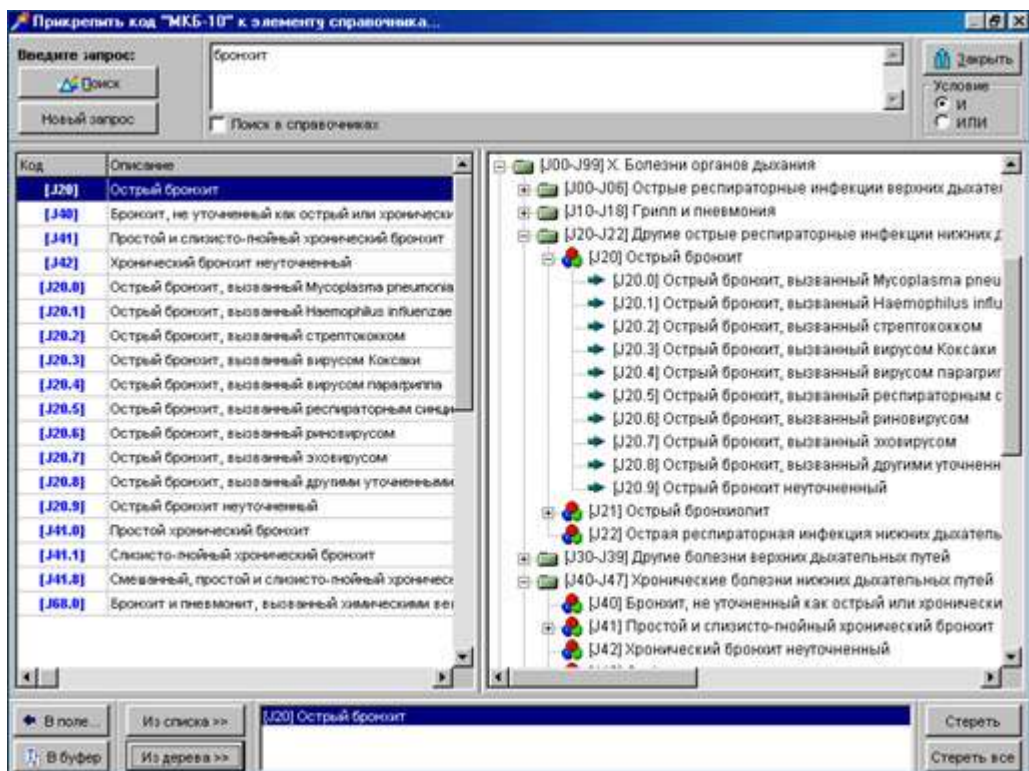 Прикрепить код "МКБ-10" к элементу справочника...
Введите запрос:
Поиск
Новый запрос
бронхит
Поиск в справочниках
Закрыть
Условие
И
ИЛИ
Код Описание
[J20] Острый бронхит
[J40] Бронхит, не уточненный как острый или хронически
[J41] Простой и слизисто-гнойный хронический бронхит
[J42] Хронический бронхит неуточненный
[J20.0] Острый бронхит, вызванный Mycoplasma pneumonia
[J20.1] Острый бронхит, вызванный Haemophilus influenzae
[J20.2] Острый бронхит, вызванный стрептококком
[J20.3] Острый бронхит, вызванный вирусом Коксаки
[J20.4] Острый бронхит, вызванный вирусом парагриппа
[J20.5] Острый бронхит, вызванный респираторным синци
[J20.6] Острый бронхит, вызванный риновирусом
[J20.7] Острый бронхит, вызванный эховирусом
[J20.8] Острый бронхит, вызванный другими уточненными
[J20.9] Острый бронхит неуточненный
[J41.0] Простой хронический бронхит
[J41.1] Слизисто-гнойный хронический бронхит
[J41.8] Смешанный, простой и слизисто-гнойный хроническ
[J68.0] Бронхит и пневмонит, вызванный химическими ве
[J00-J99] X. Болезни органов дыхания
[J00-J06] Острые респираторные инфекции верхних дыхате
[J10-J18] Грипп и пневмония
[J20-J22] Другие острые респираторные инфекции нижних д
[J20] Острый бронхит
[J20.0] Острый бронхит, вызванный Mycoplasma pneu
[J20.1] Острый бронхит, вызванный Haemophilus influ
[J20.2] Острый бронхит, вызванный стрептококком
[J20.3] Острый бронхит, вызванный вирусом Коксаки
[J20.4] Острый бронхит, вызванный вирусом парагрип
[J20.5] Острый бронхит, вызванный респираторным с
[J20.6] Острый бронхит, вызванный риновирусом
[J20.7] Острый бронхит, вызванный эховирусом
[J20.8] Острый бронхит, вызванный другими уточненн
[J20.9] Острый бронхит неуточненный
[J21] Острый бронхиолит
[J22] Острая респираторная инфекция нижних дыхатель
[J30-J39] Другие болезни верхних дыхательных путей
[J40-J47] Хронические болезни нижних дыхательных путей
[J40] Бронхит, не уточненный как острый или хронически
[J41] Простой и слизисто-гнойный хронический бронхит
[J42] Хронический бронхит неуточненный
В поле...
Из списка >>
[J20] Острый бронхит
Стереть
В буфер
Из дерева >>
Стереть все